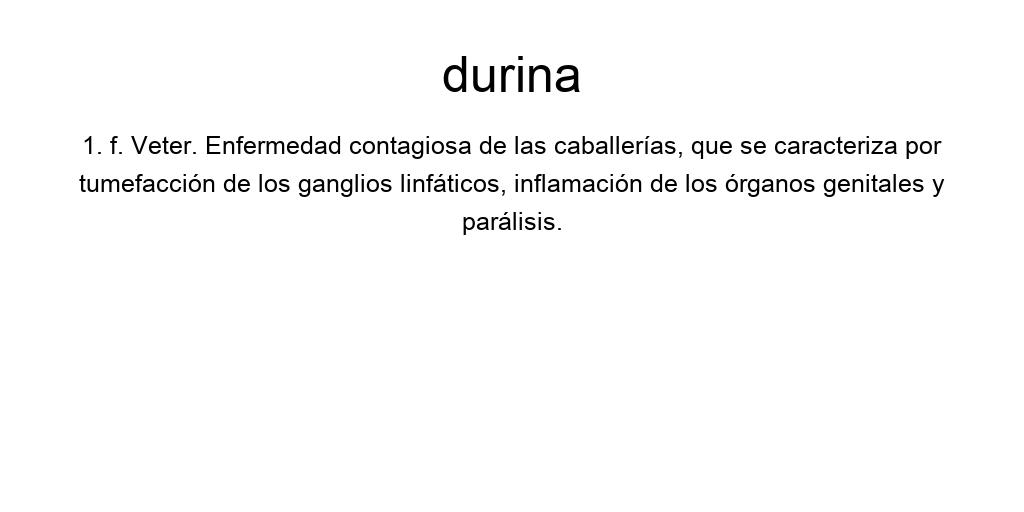 durina
1. f. Veter. Enfermedad contagiosa de las caballerías, que se caracteriza por
tumefacción de los ganglios linfáticos, inflamación de los órganos genitales y
parálisis.